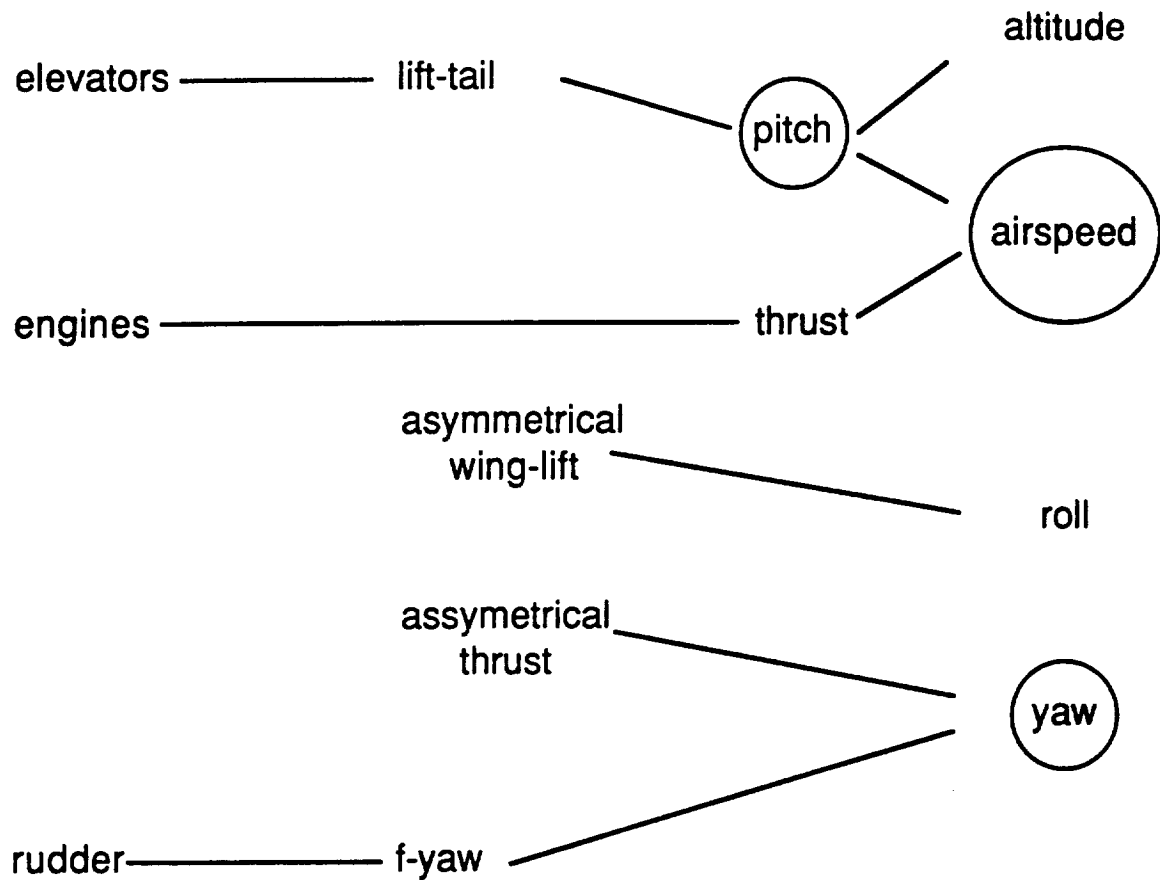 altitude
elevators
lift-tail
pitch
airspeed
engines
thrust
asymmetrical
wing-lift
roll
assymetrical
thrust
yaw
rudder
f-yaw